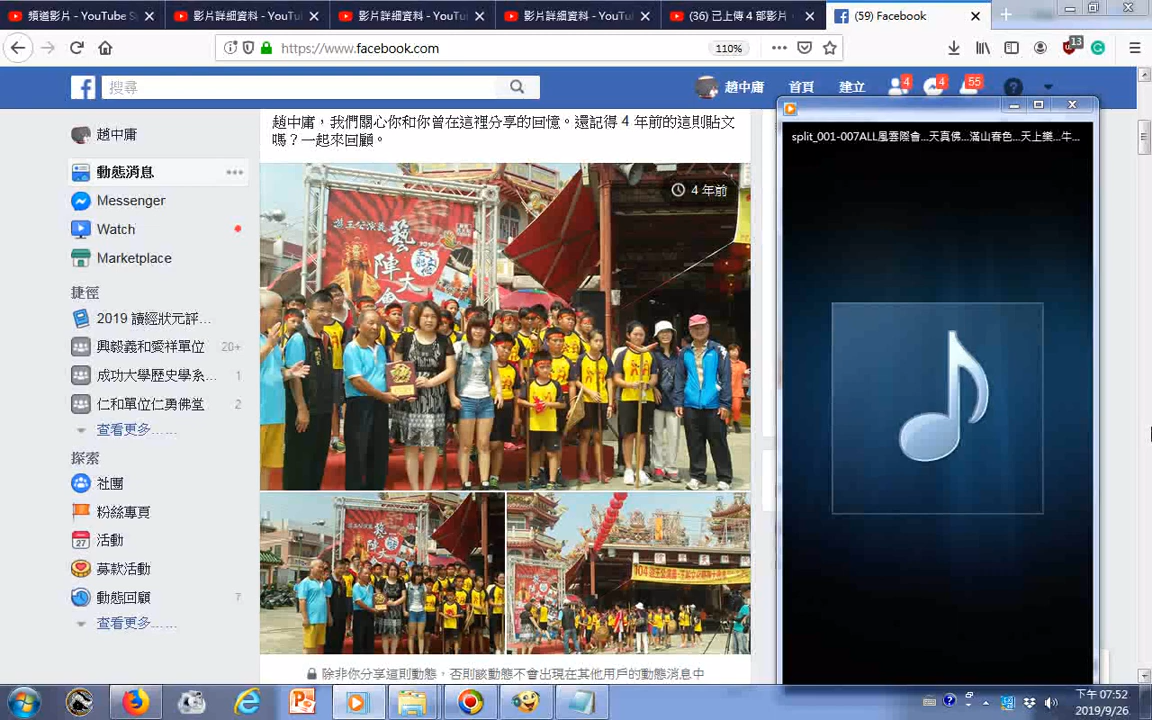 頻道影片 - YouTube S
影片詳細資料 - YouTu
影片詳細資料 - YouTu
影片詳細資料 - YouTu
(36) 已上傳 4 部影片
(59) Facebook
https://www.facebook.com
110%
13
搜尋
趙中庸
首頁
建立
4
4
55
趙中庸
動態消息
Messenger
Watch
Marketplace
捷徑
2019 讀經狀元評...
興毅義和愛祥單位 20+
成功大學歷史學系... 1
仁和單位仁勇佛堂 2
查看更多……
探索
社團
粉絲專頁
27 活動
募款活動
動態回顧 7
查看更多……
趙中庸，我們關心你和你曾在這裡分享的回憶。還記得 4 年前的這則貼文
嗎？一起來回顧。
4 年前
藝
陣大會
除非你分享這則動態，否則該動態不會出現在其他用戶的動態消息中
split_001-007ALL風雲際會...天真佛...滿山春色...天上樂...牛...
下午 07:52
2019/9/26